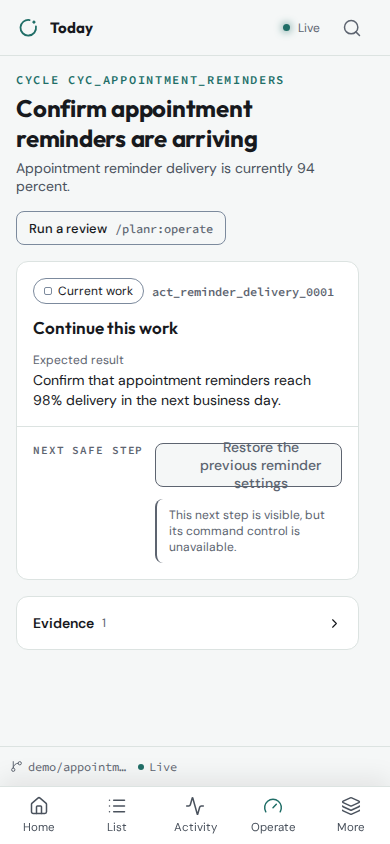 Today
Live
CYCLE CYC_APPOINTMENT_REMINDERS
Confirm appointment
reminders are arriving
Appointment reminder delivery is currently 94
percent.
Run a review /planr:operate
Current work act_reminder_delivery_0001
Continue this work
Expected result
Confirm that appointment reminders reach
98% delivery in the next business day.
NEXT SAFE STEP
Restore the
previous reminder
settings
This next step is visible, but
its command control is
unavailable.
Evidence 1
demo/appointm… Live
Home List Activity Operate More